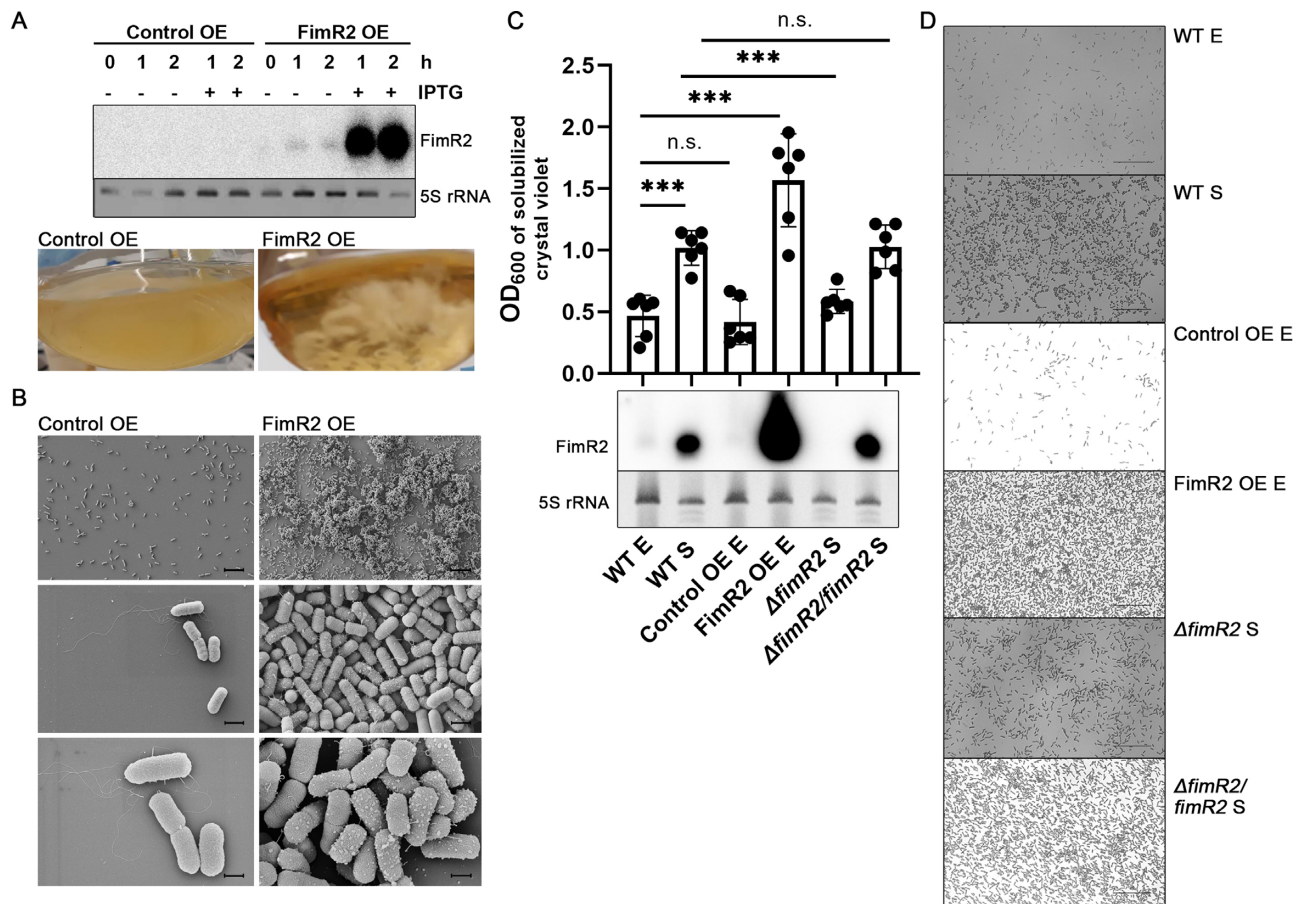 A
Control OE FimR2 OE
0 1 2 1 2 0 1 2 1 2 h
- - - + + - - - + + IPTG
FimR2
5S rRNA
Control OE FimR2 OE
B
Control OE FimR2 OE
C
n.s.
***
***
n.s.
***
OD600 of solubilized
crystal violet
2.5
2.0
1.5
1.0
0.5
0.0
FimR2
5S rRNA
WT E
WT S
Control OE E
FimR2 OE E
ΔfimR2 S
ΔfimR2/fimR2 S
D
WT E
WT S
Control OE E
FimR2 OE E
ΔfimR2 S
ΔfimR2/
fimR2 S